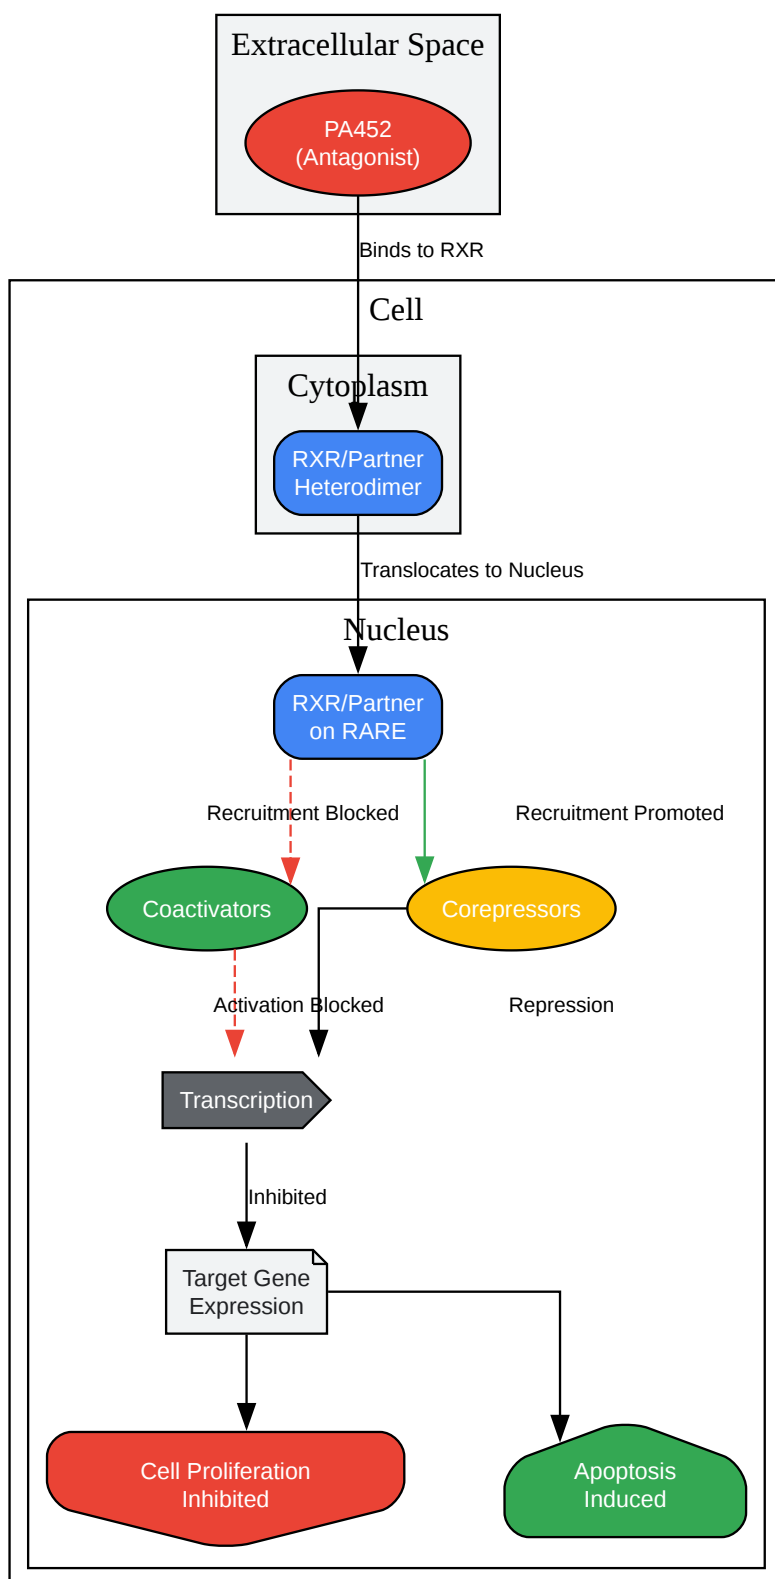 Extracellular Space
PA452
(Antagonist)
Binds to RXR
Cell
Cytoplasm
RXR/Partner
Heterodimer
Translocates to Nucleus
Nucleus
RXR/Partner
on RARE
Recruitment Blocked
Recruitment Promoted
Coactivators
Corepressors
Activation Blocked
Repression
Transcription
Inhibited
Target Gene
Expression
Cell Proliferation
Inhibited
Apoptosis
Induced